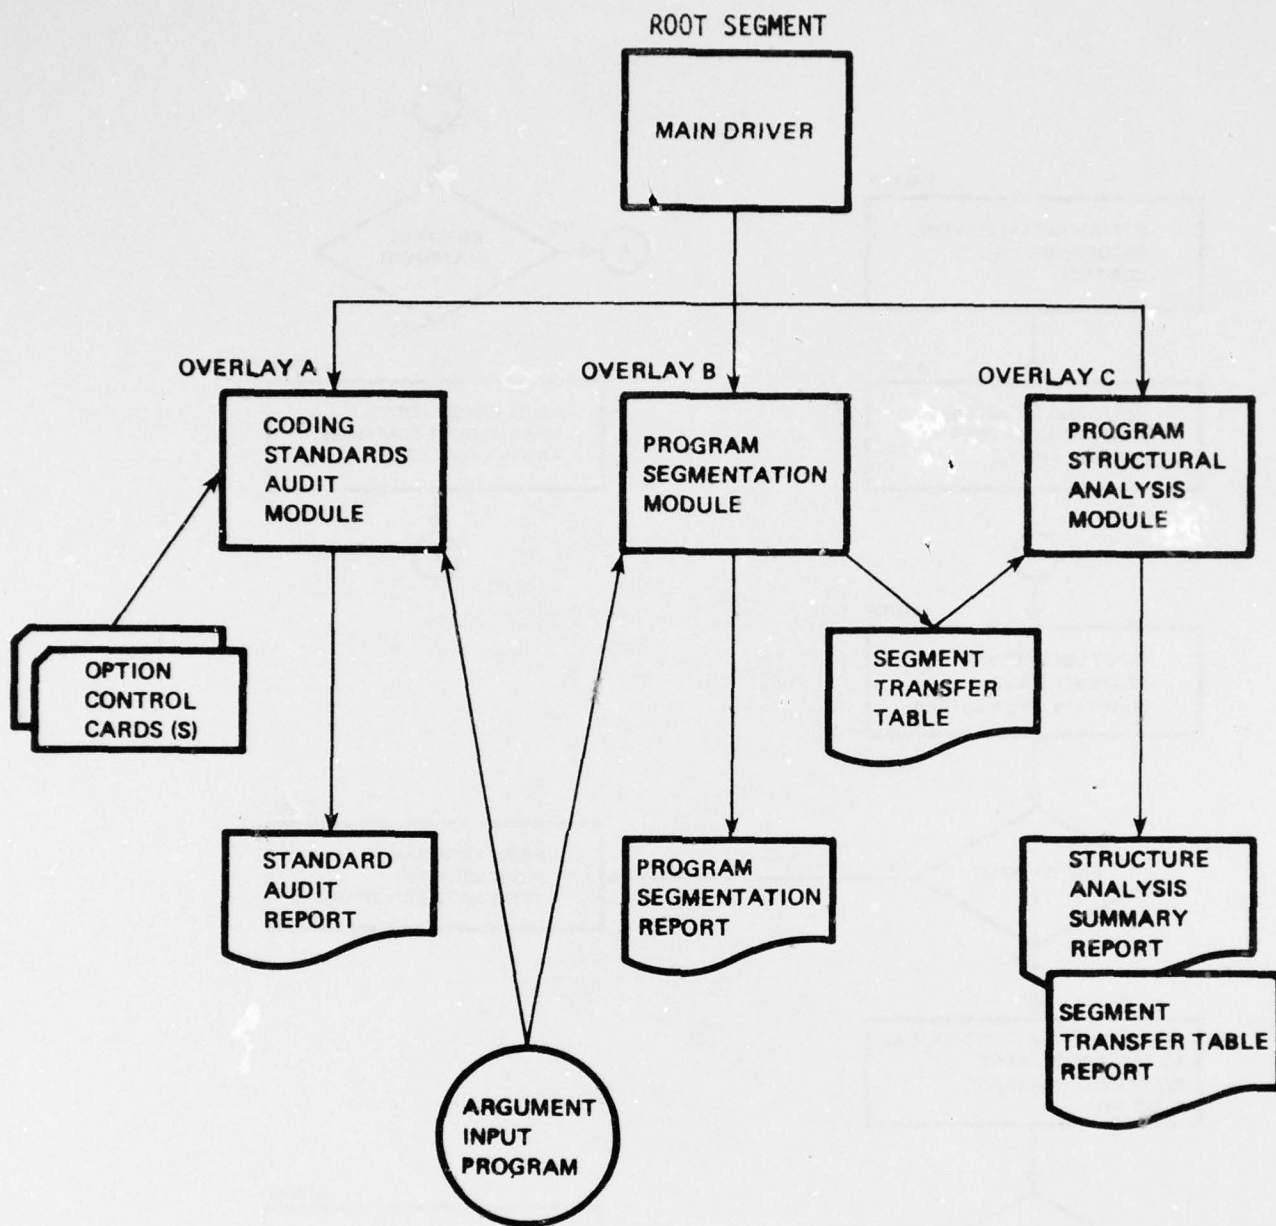 ROOT SEGMENT
MAIN DRIVER
OVERLAY A
CODING
STANDARDS
AUDIT
MODULE
OVERLAY B
PROGRAM
SEGMENTATION
MODULE
OVERLAY C
PROGRAM
STRUCTURAL
ANALYSIS
MODULE
OPTION
CONTROL
CARDS (S)
SEGMENT
TRANSFER
TABLE
STANDARD
AUDIT
REPORT
PROGRAM
SEGMENTATION
REPORT
STRUCTURE
ANALYSIS
SUMMARY
REPORT
SEGMENT
TRANSFER TABLE
REPORT
ARGUMENT
INPUT
PROGRAM